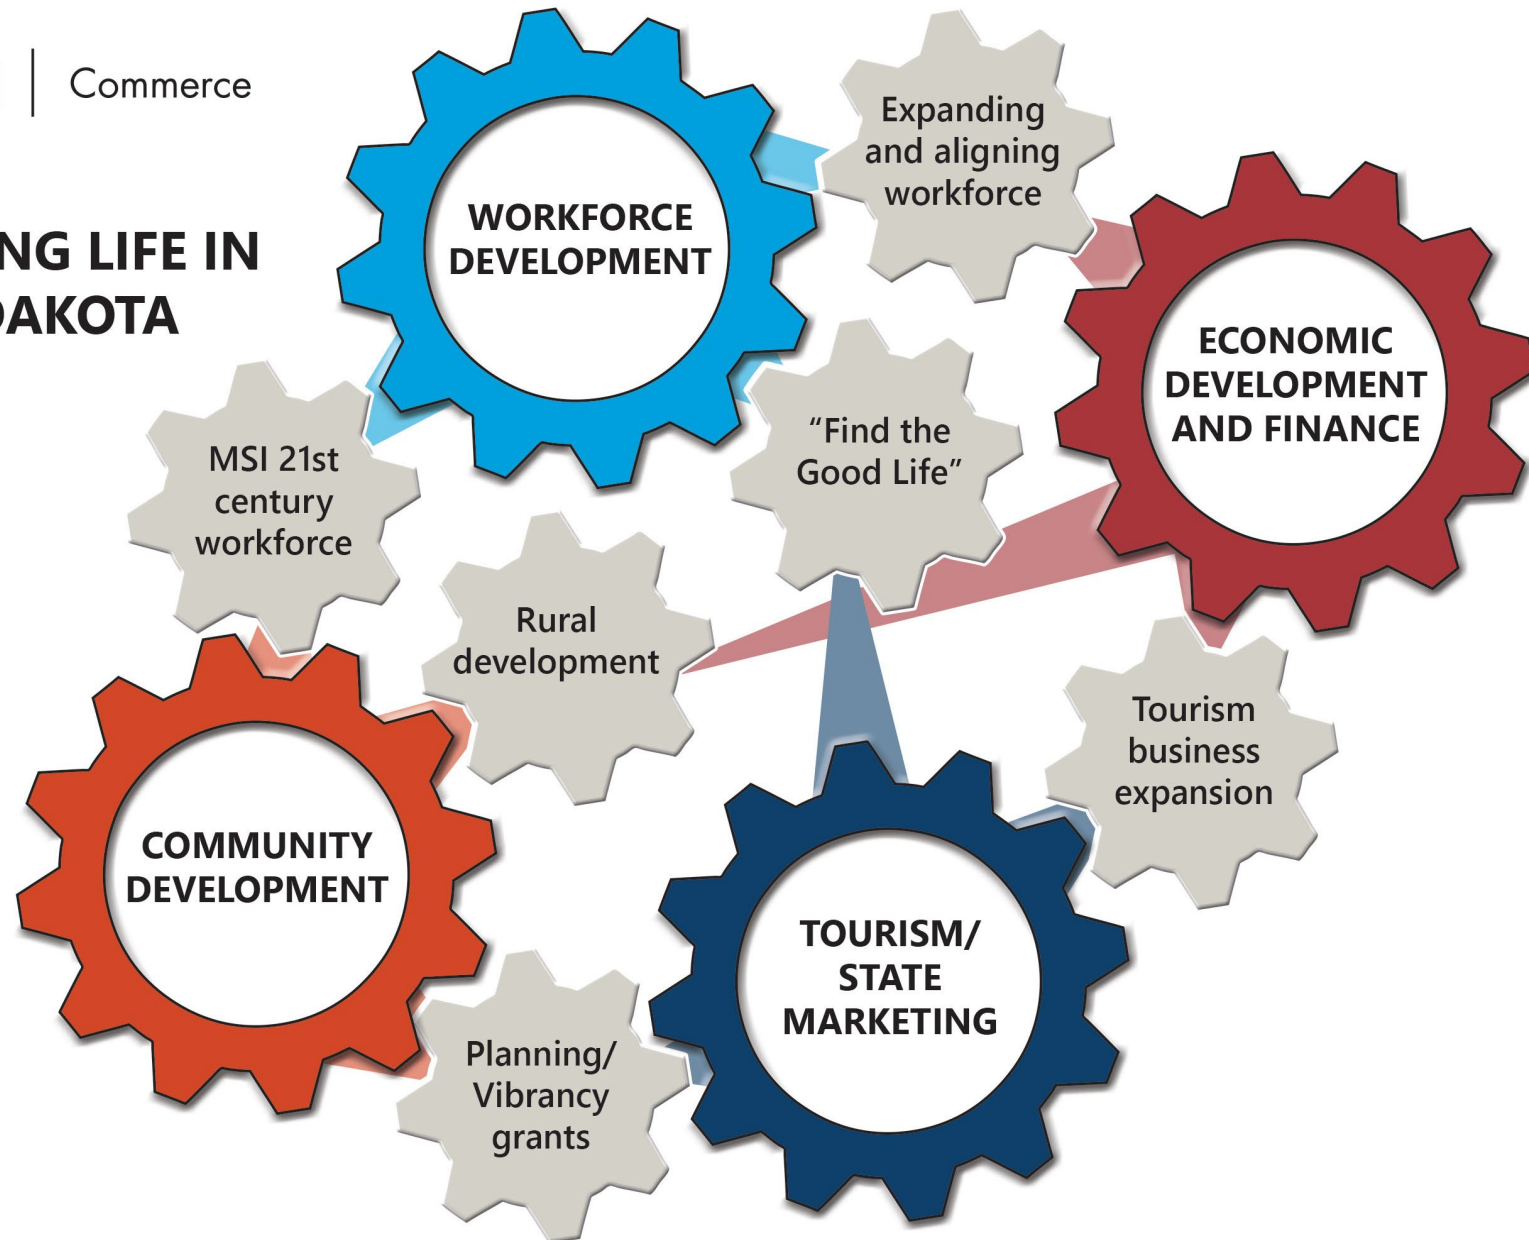 Commerce
NG LIFE IN
DAKOTA
WORKFORCE
DEVELOPMENT
Expanding
and aligning
workforce
ECONOMIC
DEVELOPMENT
AND FINANCE
“Find the
Good Life”
MSI 21st
century
workforce
Rural
development
Tourism
business
expansion
COMMUNITY
DEVELOPMENT
TOURISM/
STATE
MARKETING
Planning/
Vibrancy
grants